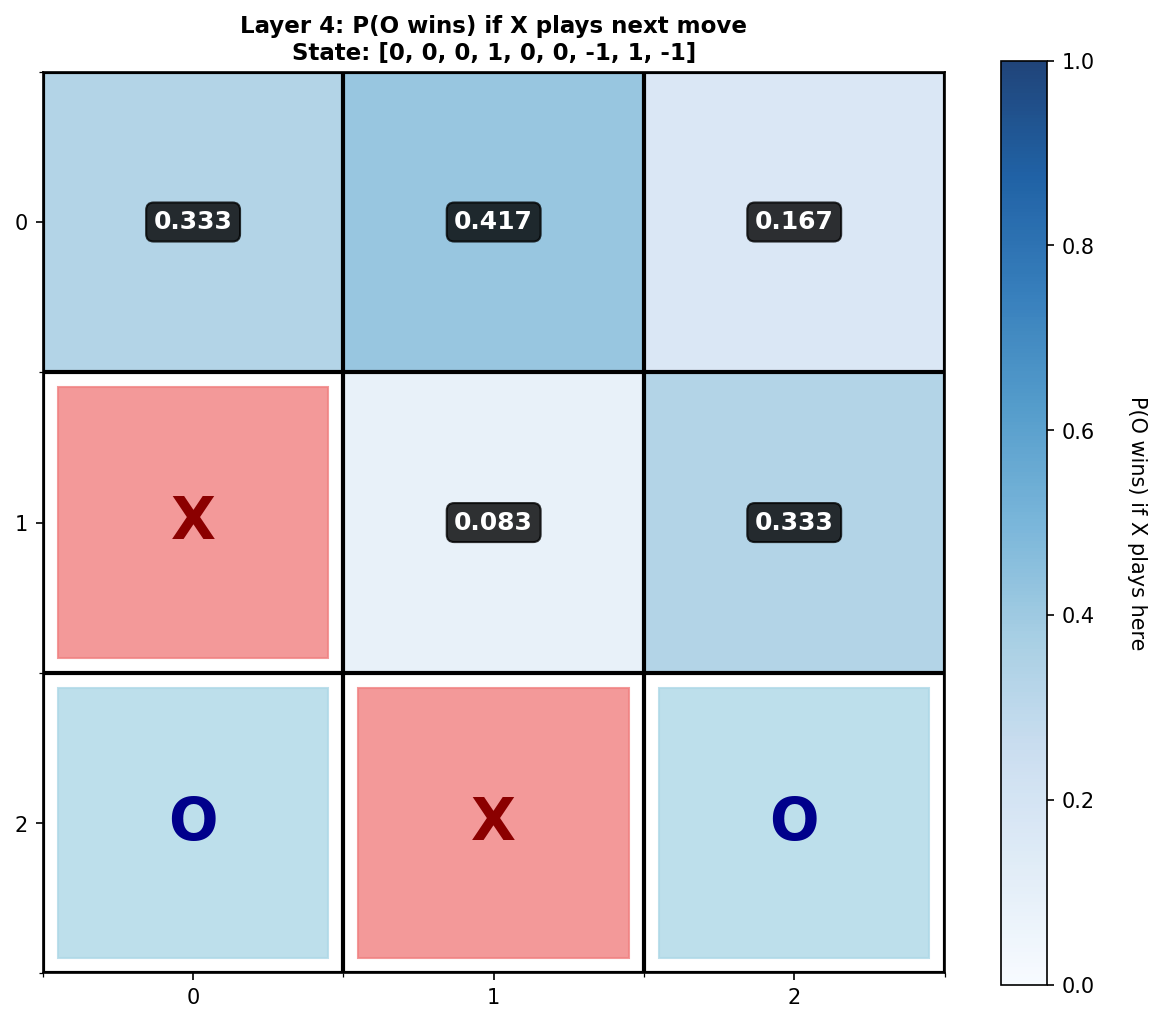 Layer 4: P(O wins) if X plays next move
State: [0, 0, 0, 1, 0, 0, -1, 1, -1]
0
0.333
0.417
0.167
1
X
0.083
0.333
2
O
X
O
0
1
2
1.0
0.8
0.6
0.4
0.2
0.0
P(O wins) if X plays here